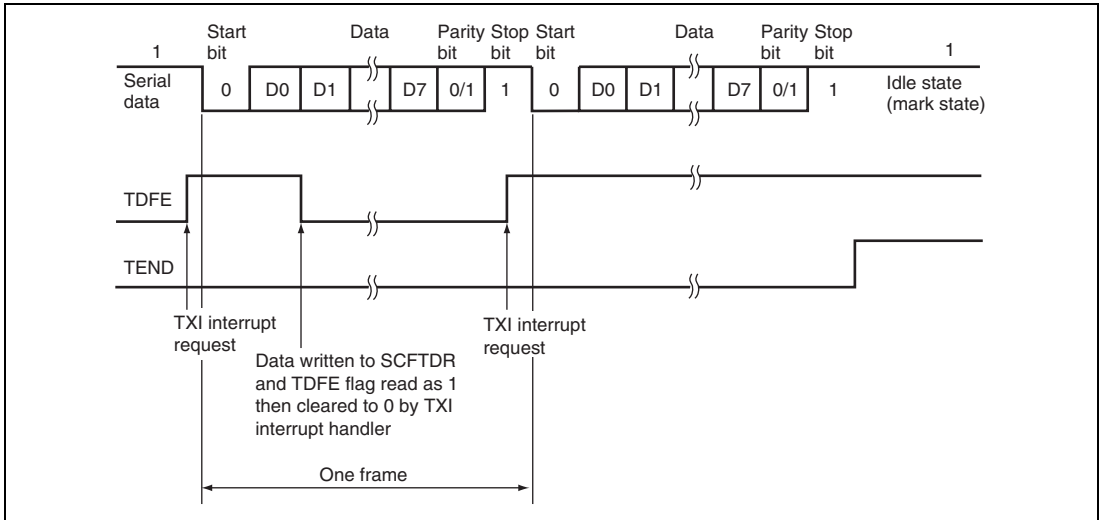 Start bit
Data
Parity bit
Stop bit
Start bit
Data
Parity bit
Stop bit
1
1
Serial data
0
D0
D1
D7
0/1
1
0
D0
D1
D7
0/1
1
Idle state
(mark state)
TDFE
TEND
TXI interrupt
request
Data written to SCFTDR
and TDFE flag read as 1
then cleared to 0 by TXI
interrupt handler
TXI interrupt
request
One frame